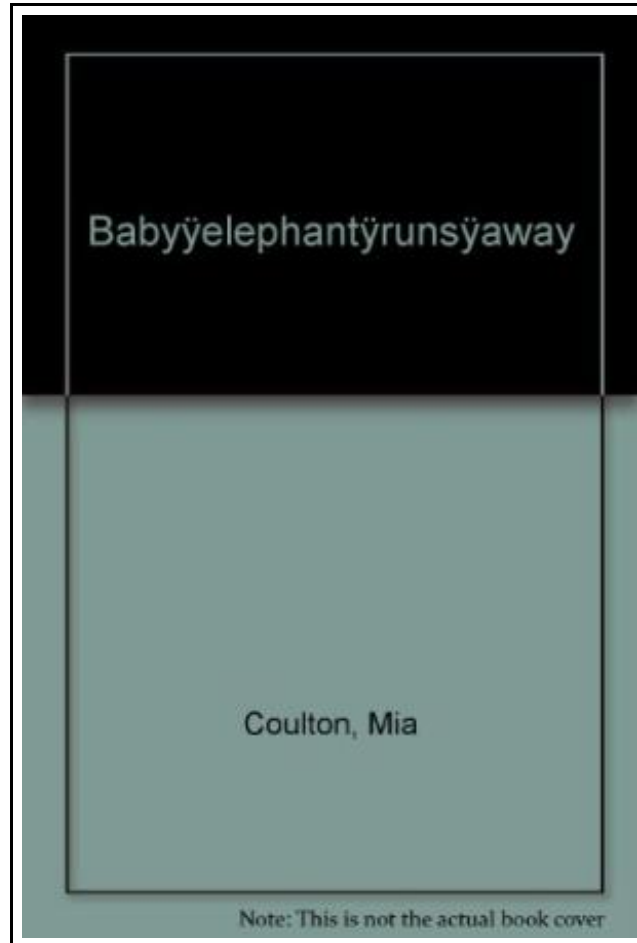 Babyÿelephantÿrunsÿaway
Coulton, Mia
Note: This is not the actual book cover